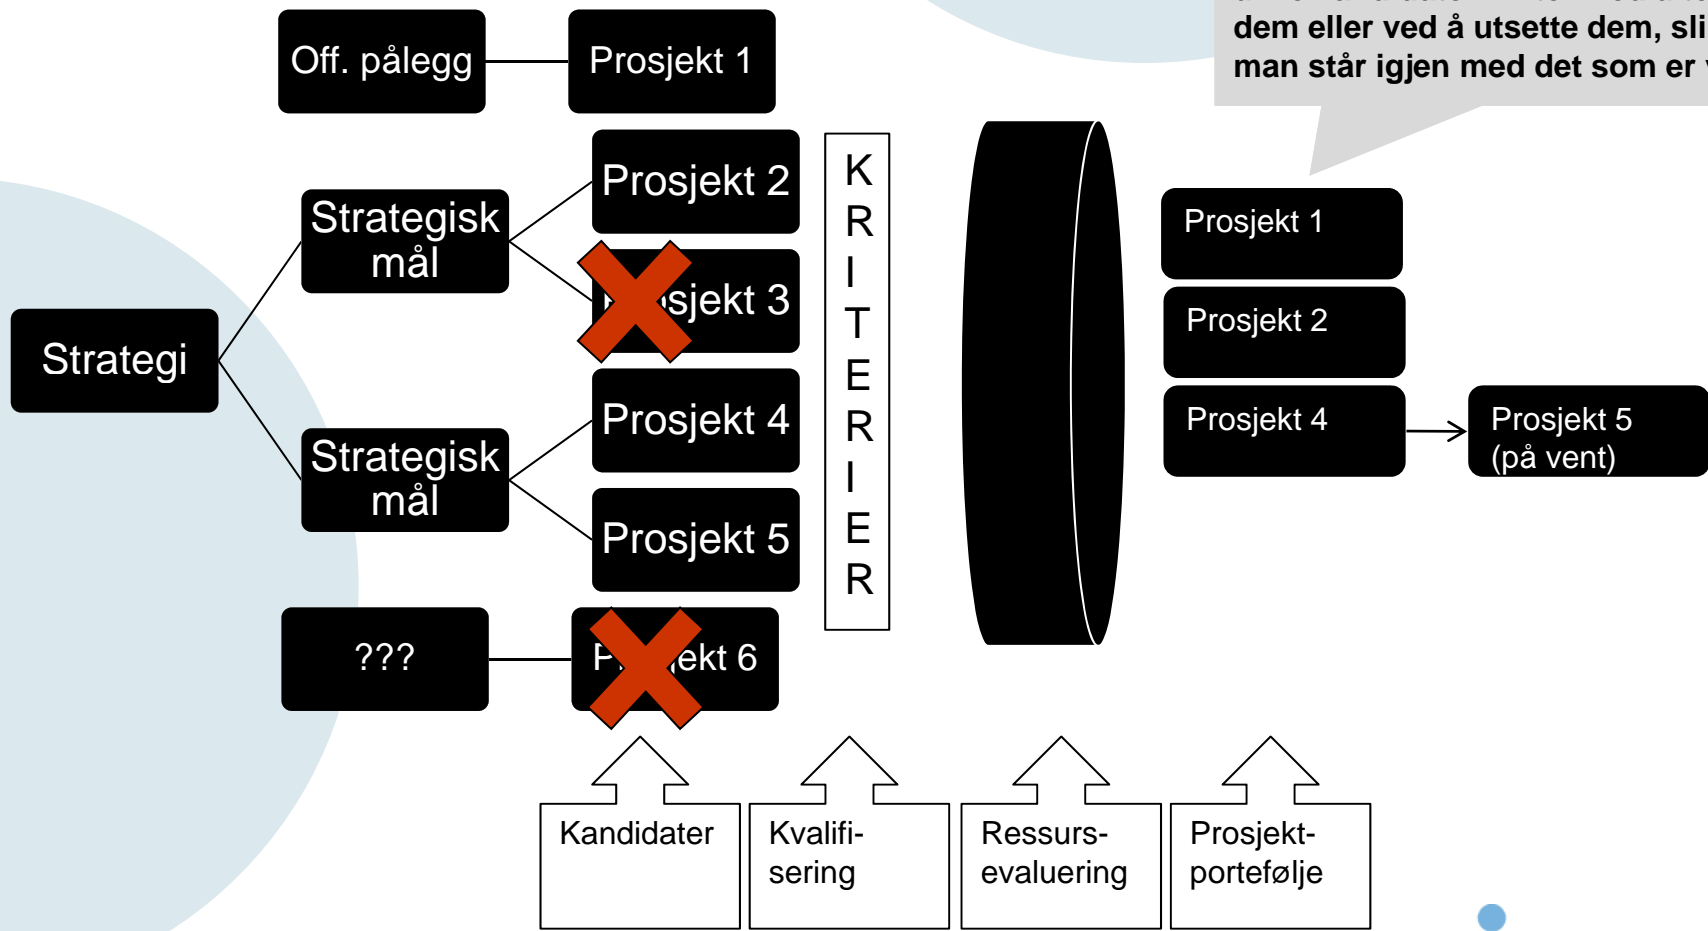 dem eller ved å utsette dem, sli
man står igjen med det som er
Off. pålegg
Prosjekt 1
Strategi
Strategisk
mål
Prosjekt 2
sjekt 3
Strategisk
mål
Prosjekt 4
Prosjekt 5
???
ekt 6
K
R
I
T
E
R
I
E
R
Prosjekt 1
Prosjekt 2
Prosjekt 4
Prosjekt 5
(på vent)
Kandidater
Kvalifi-
sering
Ressurs-
evaluering
Prosjekt-
portefølje